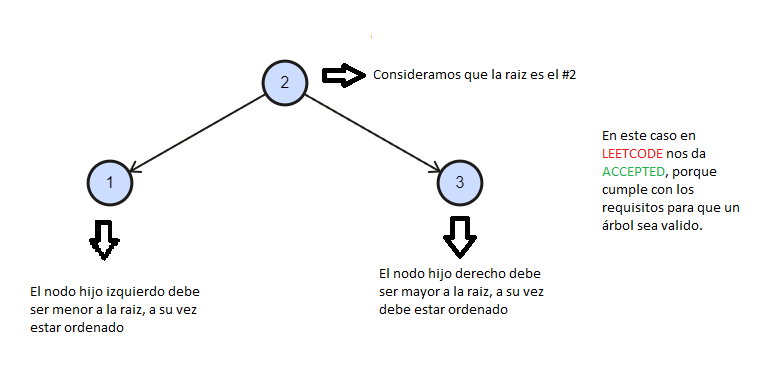 2
Consideramos que la raiz es el #2
En este caso en
LEETCODE nos da
ACCEPTED, porque
cumple con los
requisitos para que un
árbol sea valido.
1
3
El nodo hijo izquierdo debe
ser menor a la raiz, a su vez
estar ordenado
El nodo hijo derecho debe
ser mayor a la raiz, a su vez
debe estar ordenado